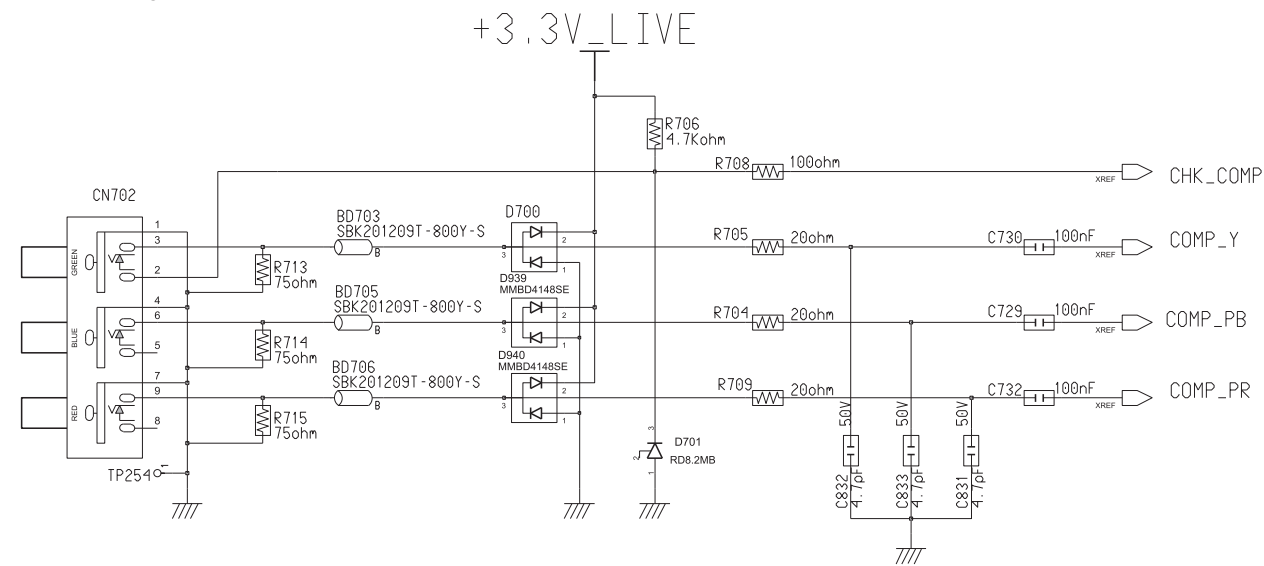 +3.3V_LIVE
R706
4.7Kohm
R708 100ohm
XREF
CHK_COMP
CN702
GREEN
1
3
2
BD703
SBK201209T-800Y-S
B
R713
75ohm
D700
2
3
1
R705 20ohm
C730 100nF
XREF
COMP_Y
BLUE
4
6
5
BD705
SBK201209T-800Y-S
B
R714
75ohm
D939
MMBD4148SE
2
3
1
R704 20ohm
C729 100nF
XREF
COMP_PB
RED
7
9
8
BD706
SBK201209T-800Y-S
B
R715
75ohm
D940
MMBD4148SE
2
3
1
R709 20ohm
C732 100nF
XREF
COMP_PR
TP254 1
3
D701
2
RD8.2MB
1
50V
C832
4.7pF
50V
C833
4.7pF
50V
C831
4.7pF